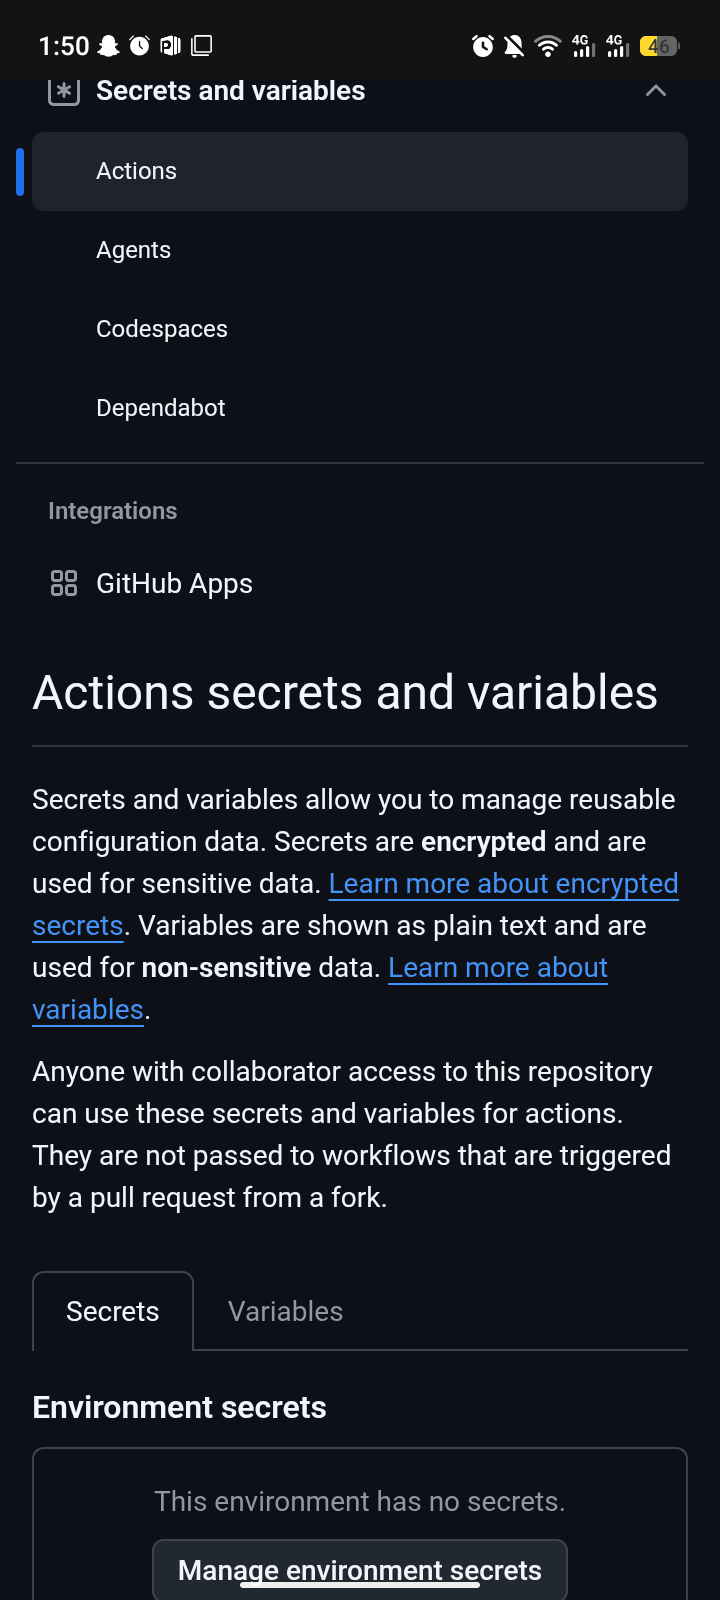 1:50
4G 4G 46
Secrets and variables
Actions
Agents
Codespaces
Dependabot
Integrations
GitHub Apps
Actions secrets and variables
Secrets and variables allow you to manage reusable
configuration data. Secrets are encrypted and are
used for sensitive data. Learn more about encrypted
secrets. Variables are shown as plain text and are
used for non-sensitive data. Learn more about
variables.
Anyone with collaborator access to this repository
can use these secrets and variables for actions.
They are not passed to workflows that are triggered
by a pull request from a fork.
Secrets Variables
Environment secrets
This environment has no secrets.
Manage environment secrets